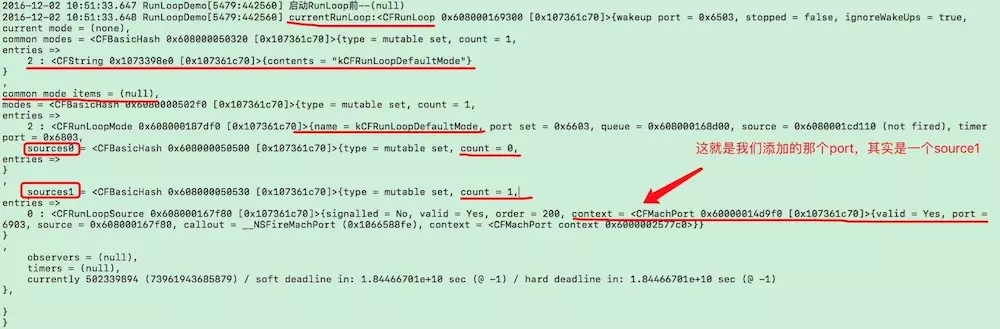 2016-12-02 10:51:33.647 RunLoopDemo[5479:442560] 启动RunLoop前--(null)
2016-12-02 10:51:33.648 RunLoopDemo[5479:442560] currentRunLoop:<CFRunLoop 0x608000169300 [0x107361c70]>{wakeup port = 0x6503, stopped = false, ignoreWakeUps = true,
current mode = (none),
common modes = <CFBasicHash 0x608000050320 [0x107361c70]>{type = mutable set, count = 1,
entries =>
2 : <CFString 0x1073398e0 [0x107361c70]>{contents = "kCFRunLoopDefaultMode"}
}
,
common mode items = (null),
modes = <CFBasicHash 0x6080000502f0 [0x107361c70]>{type = mutable set, count = 1,
entries =>
2 : <CFRunLoopMode 0x608000187df0 [0x107361c70]>{name = kCFRunLoopDefaultMode, port set = 0x6603, queue = 0x608000168d00, source = 0x6080001cd110 (not fired), timer
port = 0x6803,
sources0 = <CFBasicHash 0x608000050500 [0x107361c70]>{type = mutable set, count = 0,
entries =>
}
,
这就是我们添加的那个port，其实是一个source1
sources1 = <CFBasicHash 0x608000050530 [0x107361c70]>{type = mutable set, count = 1,
entries =>
0 : <CFRunLoopSource 0x608000167f80 [0x107361c70]>{signalled = No, valid = Yes, order = 200, context = <CFMachPort 0x60000014d9f0 [0x107361c70]>{valid = Yes, port =
6903, source = 0x608000167f80, callout = __NSFireMachPort (0x1066588fe), context = <CFMachPort context 0x6000002577c0>}}
}
,
observers = (null),
timers = (null),
currently 502339894 (73961943685879) / soft deadline in: 1.84466701e+10 sec (@ -1) / hard deadline in: 1.84466701e+10 sec (@ -1)
},
}
}